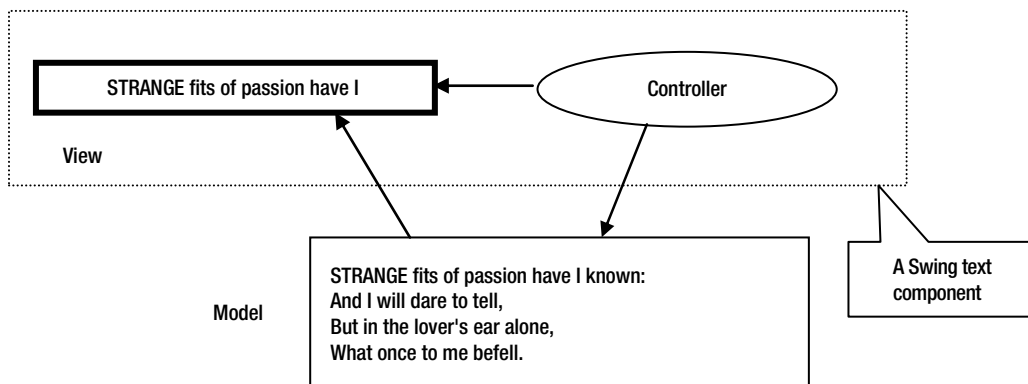 STRANGE fits of passion have I
Controller
View
A Swing text
component
Model
STRANGE fits of passion have I known:
And I will dare to tell,
But in the lover's ear alone,
What once to me befell.